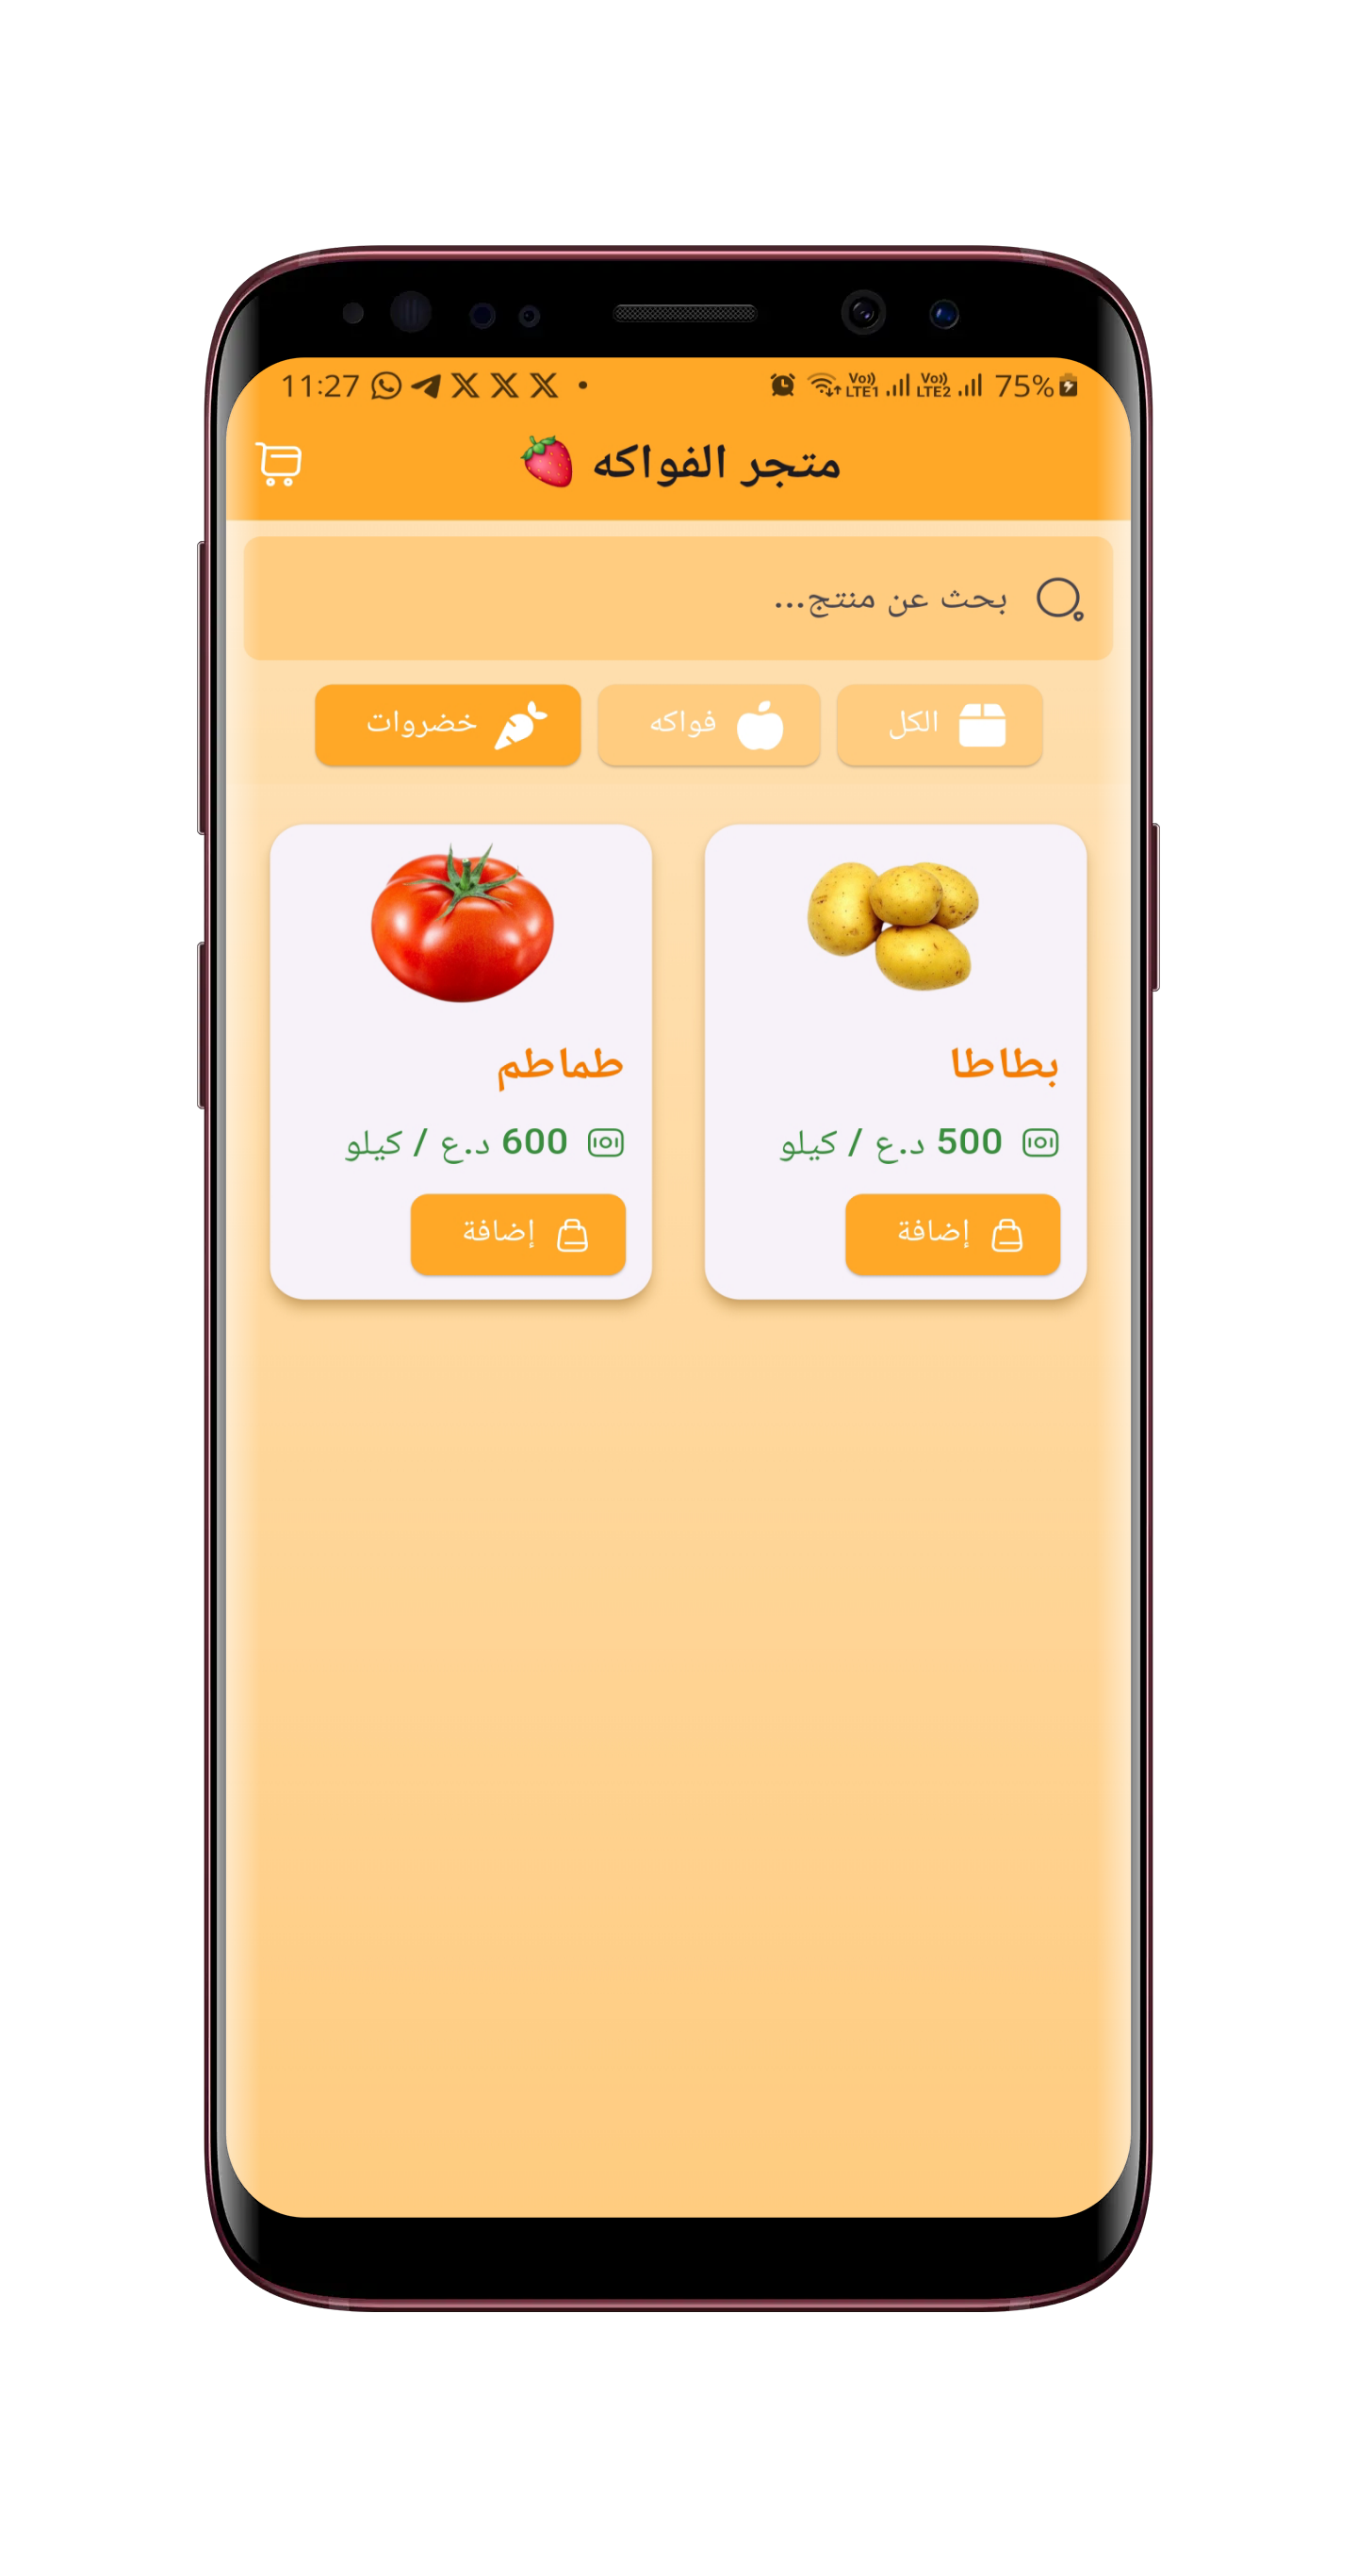 11:27 Vo)) LTE1 Vo)) LTE2 75%
متجر الفواكه 🍓
بحث عن منتج...
الكل فواكه خضروات
بطاطا طماطم
500 د.ع / كيلو 600 د.ع / كيلو
إضافة إضافة